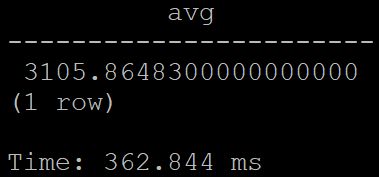 avg
-----------------------
3105.8648300000000000
(1 row)
Time: 362.844 ms